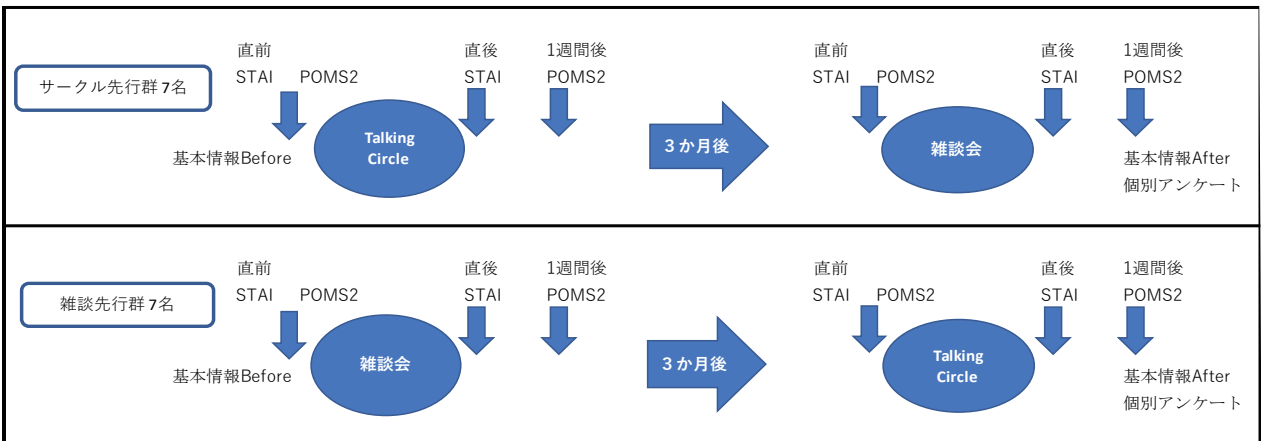 直前 直後 1週間後 直前 直後 1週間後
サークル先行群 7名 STAI POMS2 STAI POMS2 STAI POMS2 STAI POMS2
Talking
Circle
3か月後
雑談会
基本情報Before
基本情報After
個別アンケート
直前 直後 1週間後 直前 直後 1週間後
雑談先行群 7名 STAI POMS2 STAI POMS2 STAI POMS2 STAI POMS2
雑談会
3か月後
Talking
Circle
基本情報Before
基本情報After
個別アンケート